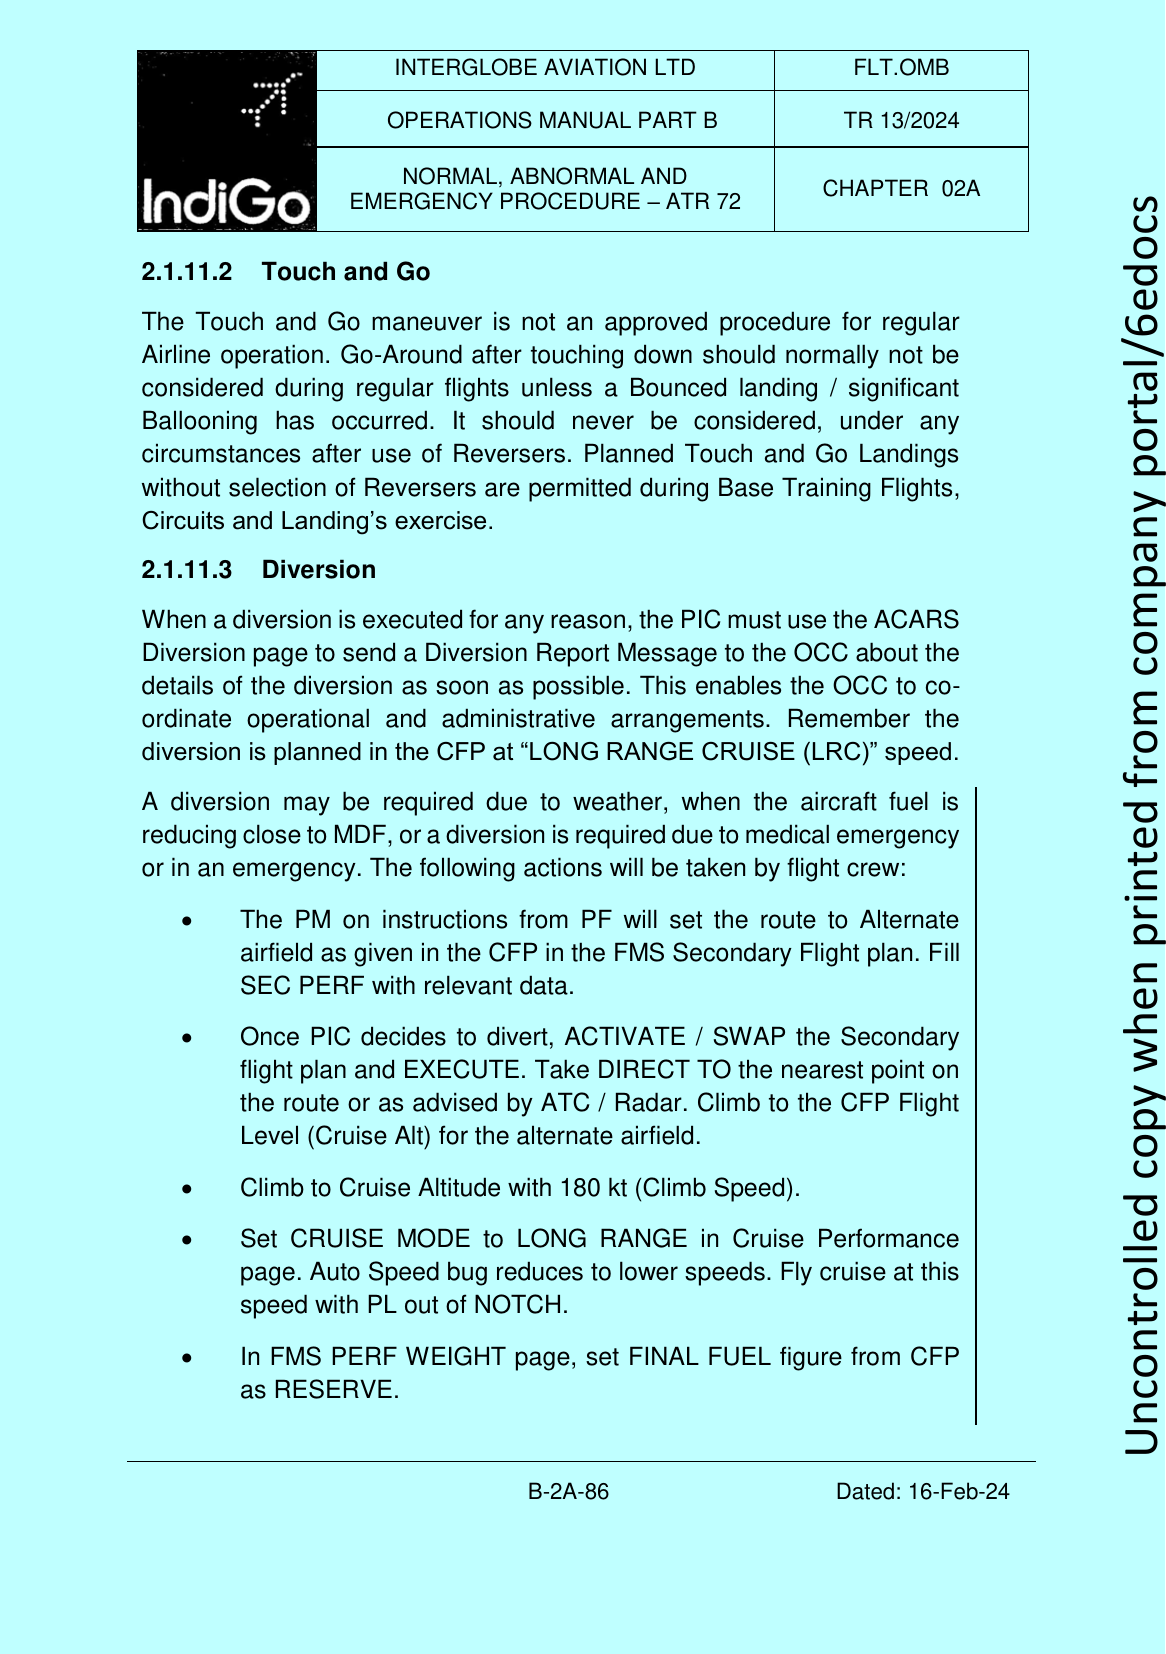 IndiGo
INTERGLOBE AVIATION LTD
FLT.OMB
OPERATIONS MANUAL PART B
TR 13/2024
NORMAL, ABNORMAL AND
EMERGENCY PROCEDURE – ATR 72
CHAPTER 02A
2.1.11.2 Touch and Go
The Touch and Go maneuver is not an approved procedure for regular
Airline operation. Go-Around after touching down should normally not be
considered during regular flights unless a Bounced landing / significant
Ballooning has occurred. It should never be considered, under any
circumstances after use of Reversers. Planned Touch and Go Landings
without selection of Reversers are permitted during Base Training Flights,
Circuits and Landing’s exercise.
2.1.11.3 Diversion
When a diversion is executed for any reason, the PIC must use the ACARS
Diversion page to send a Diversion Report Message to the OCC about the
details of the diversion as soon as possible. This enables the OCC to co-
ordinate operational and administrative arrangements. Remember the
diversion is planned in the CFP at “LONG RANGE CRUISE (LRC)” speed.
A diversion may be required due to weather, when the aircraft fuel is
reducing close to MDF, or a diversion is required due to medical emergency
or in an emergency. The following actions will be taken by flight crew:
• The PM on instructions from PF will set the route to Alternate
airfield as given in the CFP in the FMS Secondary Flight plan. Fill
SEC PERF with relevant data.
• Once PIC decides to divert, ACTIVATE / SWAP the Secondary
flight plan and EXECUTE. Take DIRECT TO the nearest point on
the route or as advised by ATC / Radar. Climb to the CFP Flight
Level (Cruise Alt) for the alternate airfield.
• Climb to Cruise Altitude with 180 kt (Climb Speed).
• Set CRUISE MODE to LONG RANGE in Cruise Performance
page. Auto Speed bug reduces to lower speeds. Fly cruise at this
speed with PL out of NOTCH.
• In FMS PERF WEIGHT page, set FINAL FUEL figure from CFP
as RESERVE.
B-2A-86
Dated: 16-Feb-24
Uncontrolled copy when printed from company portal/6edocs